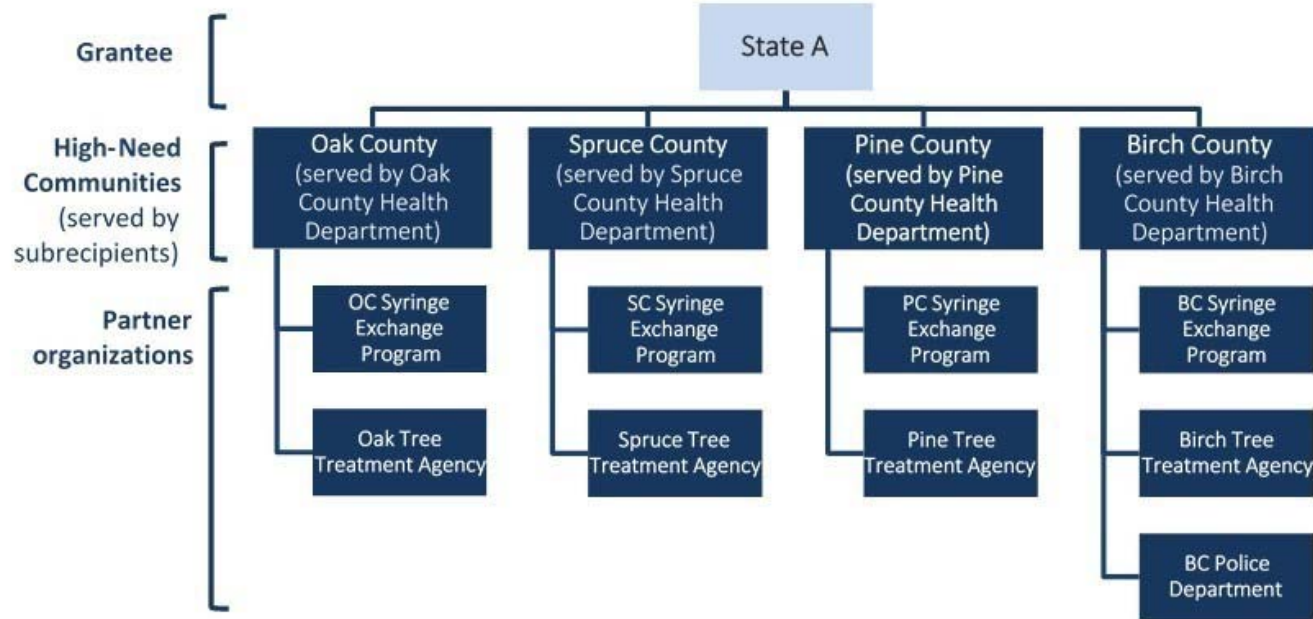 Grantee
State A
High-Need
Communities
(served by
subrecipients)
Oak County
(served by Oak
County Health
Department)
Spruce County
(served by Spruce
County Health
Department)
Pine County
(served by Pine
County Health
Department)
Birch County
(served by Birch
County Health
Department)
Partner
organizations
OC Syringe
Exchange
Program
SC Syringe
Exchange
Program
PC Syringe
Exchange
Program
BC Syringe
Exchange
Program
Oak Tree
Treatment Agency
Spruce Tree
Treatment Agency
Pine Tree
Treatment Agency
Birch Tree
Treatment Agency
BC Police
Department